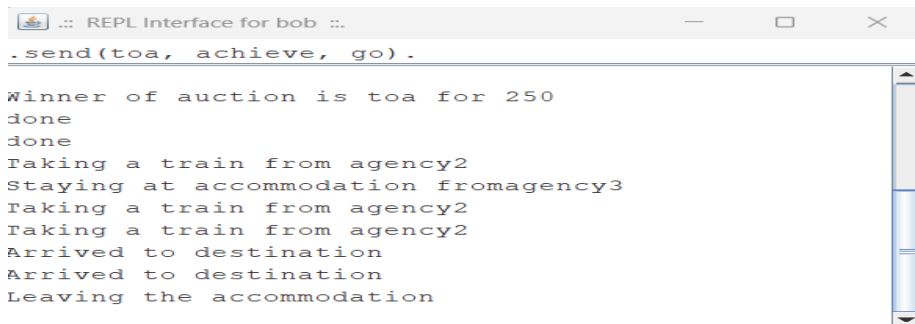 .:: REPL Interface for bob ::.
.send(toa, achieve, go).
Winner of auction is toa for 250
done
done
Taking a train from agency2
Staying at accommodation fromagency3
Taking a train from agency2
Taking a train from agency2
Arrived to destination
Arrived to destination
Leaving the accommodation